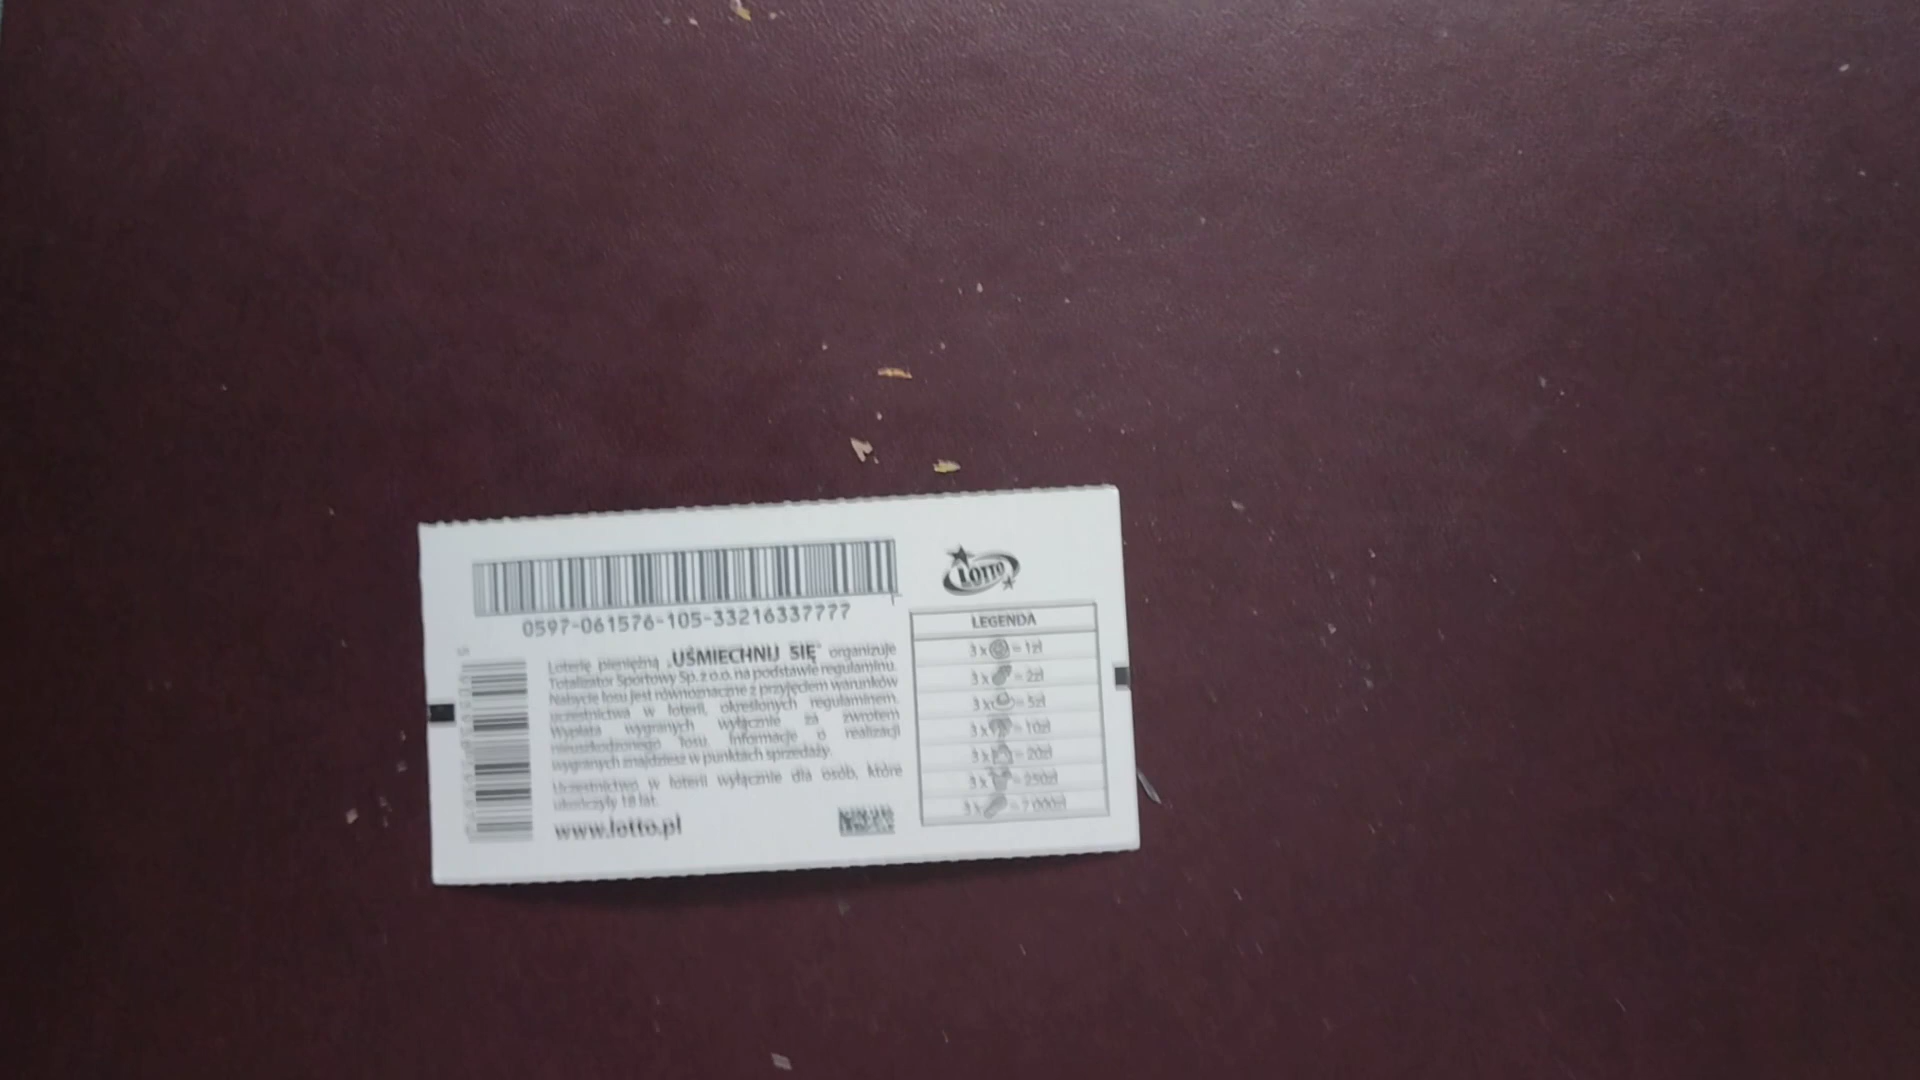 LOTTO
0597-061576-105-33216337777
Loterię pieniężną „UŚMIECHNIJ SIĘ" organizuje
Totalizator Sportowy Sp. z o.o. na podstawie regulaminu.
Nabycie losu jest równoznaczne z przyjęciem warunków
uczestnictwa w loterii, określonych regulaminem.
Wypłata wygranych wyłącznie za zwrotem
nieuszkodzonego losu. Informacje o realizacji
wygranych znajdziesz w punktach sprzedaży.
Uczestnictwo w loterii wyłącznie dla osób, które
ukończyły 18 lat.
www.lotto.pl
LEGENDA
3 x = 1zł
3 x = 2zł
3 x = 5zł
3 x = 10zł
3 x = 20zł
3 x = 250zł
3 x = 7 000zł